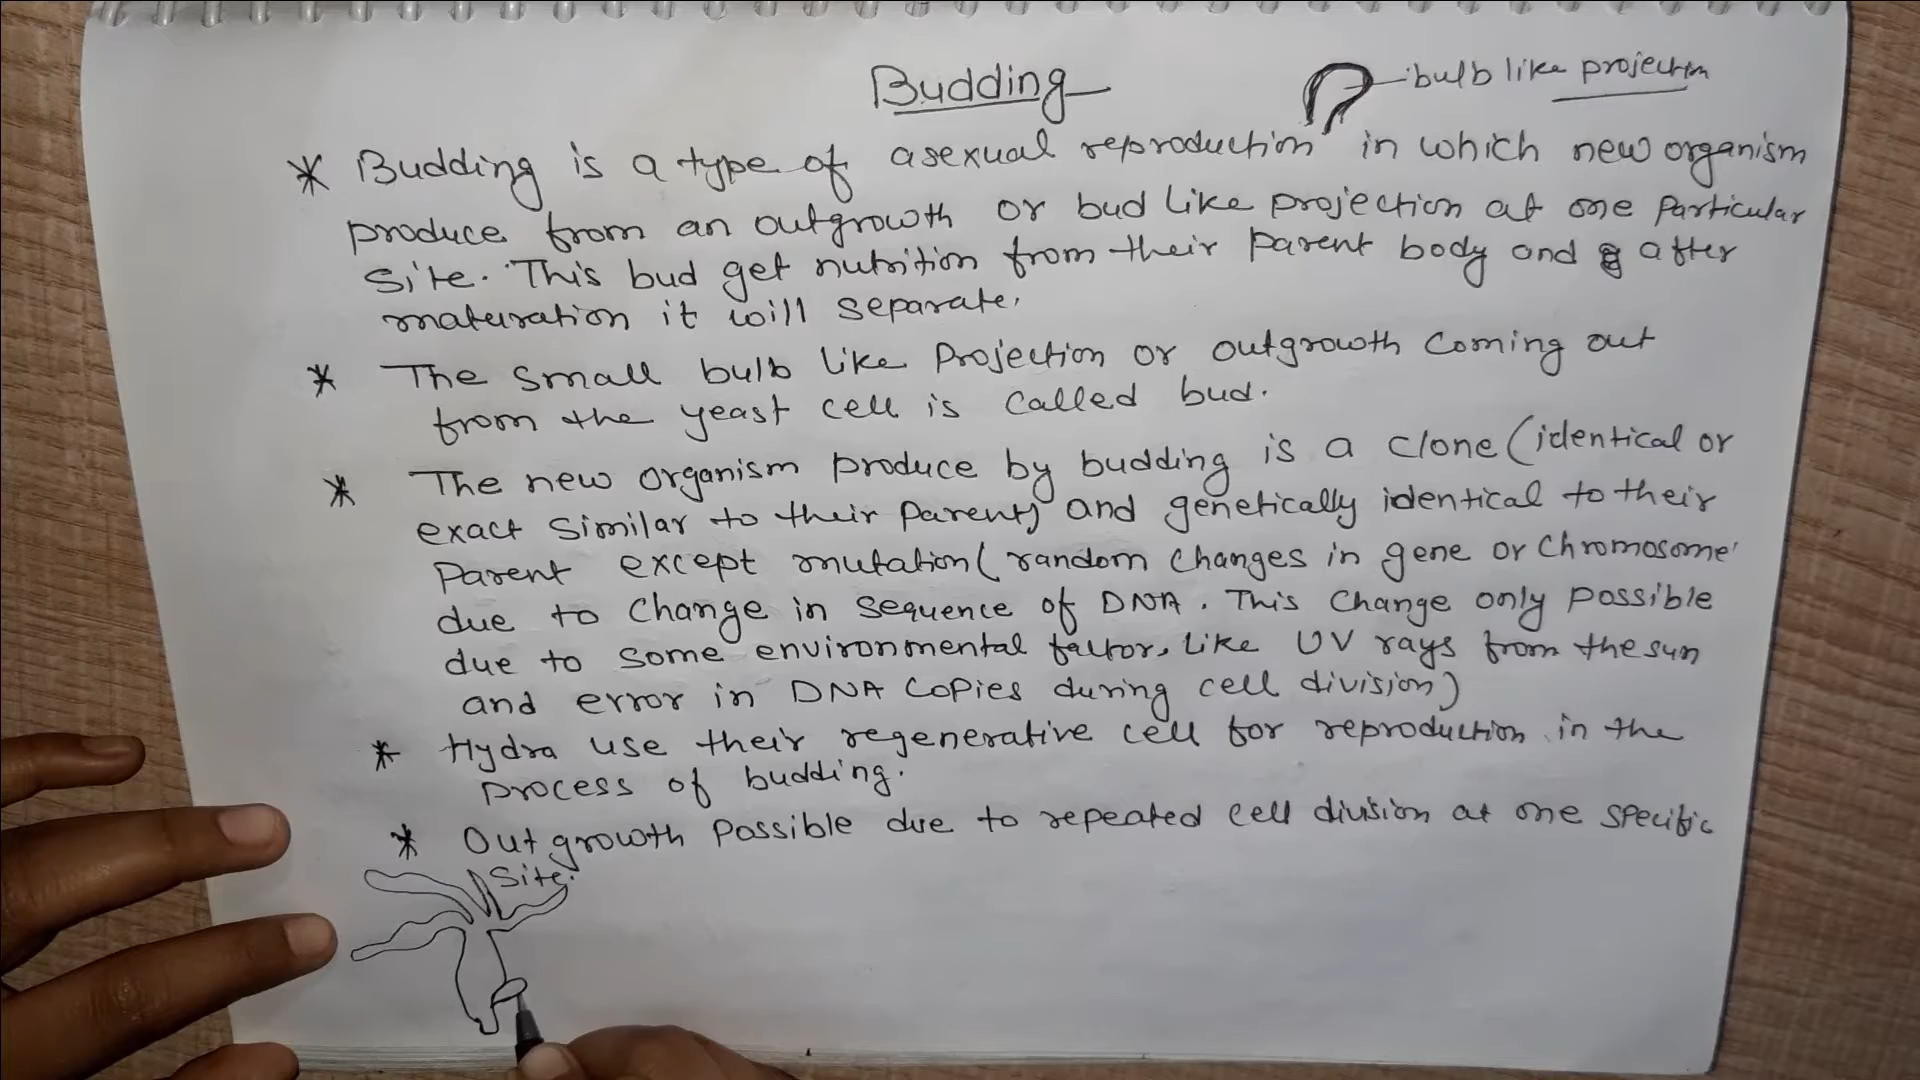 Budding
bulb like projection
* Budding is a type of asexual reproduction in which new organism
produce from an outgrowth or bud like projection at one particular
site. This bud get nutrition from their parent body and after
maturation it will separate.
* The small bulb like projection or outgrowth coming out
from the yeast cell is called bud.
* The new organism produce by budding is a clone (identical or
exact similar to their parent) and genetically identical to their
parent except mutation (random changes in gene or chromosome
due to change in sequence of DNA. This change only possible
due to some environmental factor, like UV rays from the sun
and error in DNA copies during cell division)
* Hydra use their regenerative cell for reproduction in the
process of budding.
* Outgrowth possible due to repeated cell division at one specific
site.